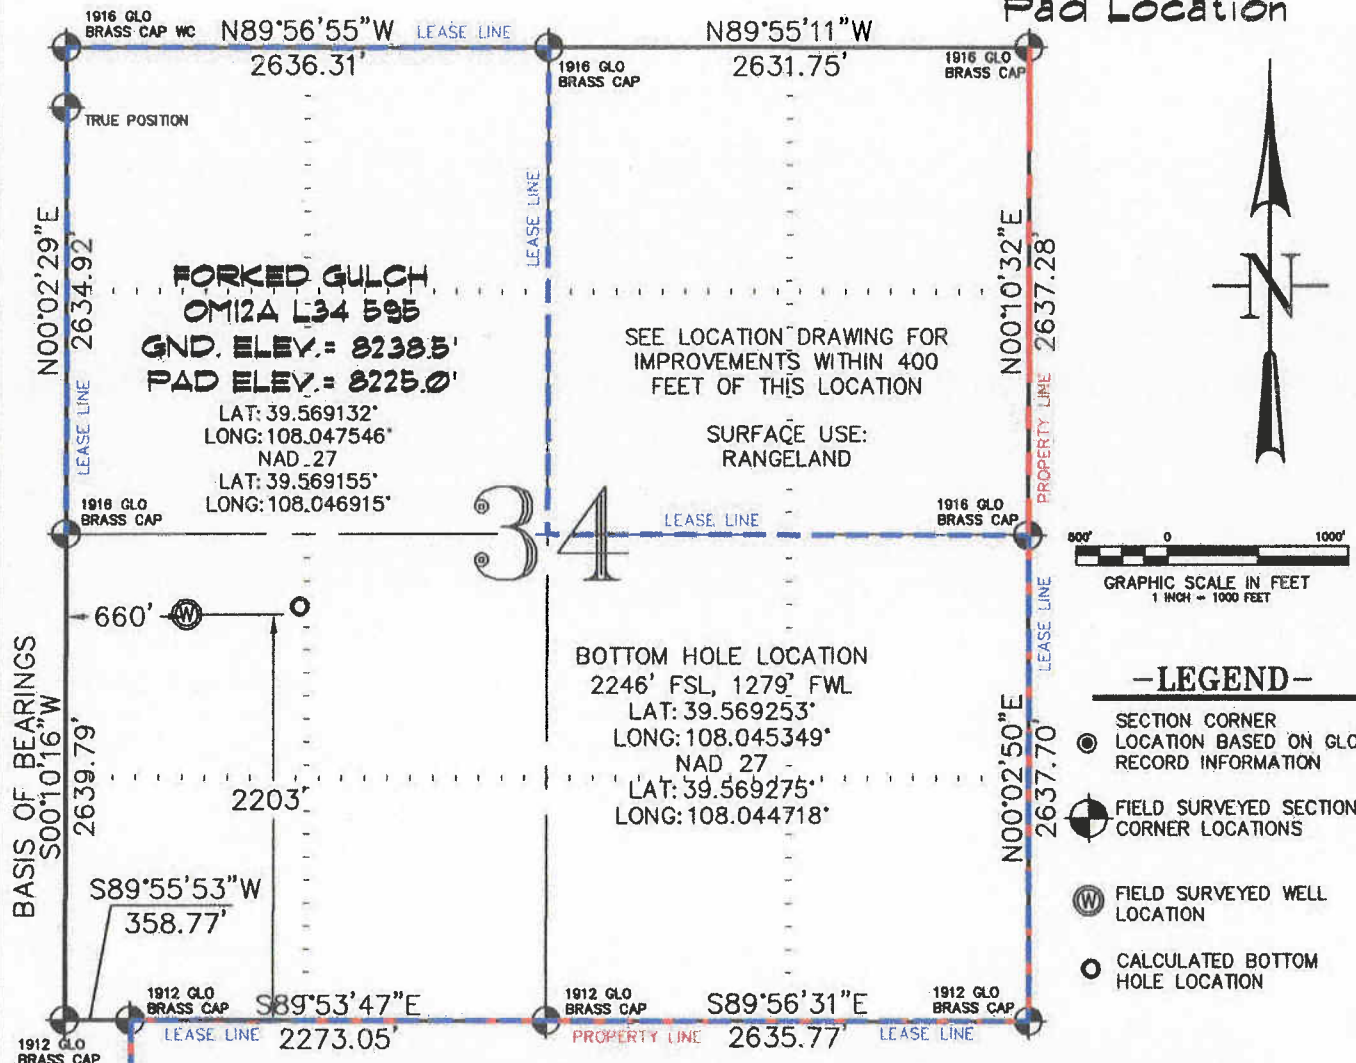 Pad Location
1916 GLO
BRASS CAP WC
N89°56'55"W
LEASE LINE
2636.31'
1916 GLO
BRASS CAP
N89°55'11"W
2631.75'
1916 GLO
BRASS CAP
TRUE POSITION
N00°02'29"E
2634.92'
LEASE LINE
LEASE LINE
FORKED GULCH
OM12A L34 595
GND. ELEV.= 8238.5'
PAD ELEV.= 8225.0'
LAT: 39.569132°
LONG: 108.047546°
NAD 27
LAT: 39.569155°
LONG: 108.046915°
SEE LOCATION DRAWING FOR
IMPROVEMENTS WITHIN 400
FEET OF THIS LOCATION
SURFACE USE:
RANGELAND
N00°10'32"E
2637.28'
PROPERTY LINE
N
1916 GLO
BRASS CAP
34
LEASE LINE
1916 GLO
BRASS CAP
500' 0 1000'
GRAPHIC SCALE IN FEET
1 INCH = 1000 FEET
660'
W
BASIS OF BEARINGS
S00°10'16"W
2639.79'
2203'
BOTTOM HOLE LOCATION
2246' FSL, 1279' FWL
LAT: 39.569253°
LONG: 108.045349°
NAD 27
LAT: 39.569275°
LONG: 108.044718°
LEASE LINE
N00°02'50"E
2637.70'
-LEGEND-
SECTION CORNER
LOCATION BASED ON GLO
RECORD INFORMATION
FIELD SURVEYED SECTION
CORNER LOCATIONS
W
FIELD SURVEYED WELL
LOCATION
CALCULATED BOTTOM
HOLE LOCATION
S89°55'53"W
358.77'
1912 GLO
BRASS CAP
1912 GLO
BRASS CAP
S89°53'47"E
LEASE LINE
2273.05'
1912 GLO
BRASS CAP
S89°56'31"E
PROPERTY LINE
2635.77'
LEASE LINE
1912 GLO
BRASS CAP